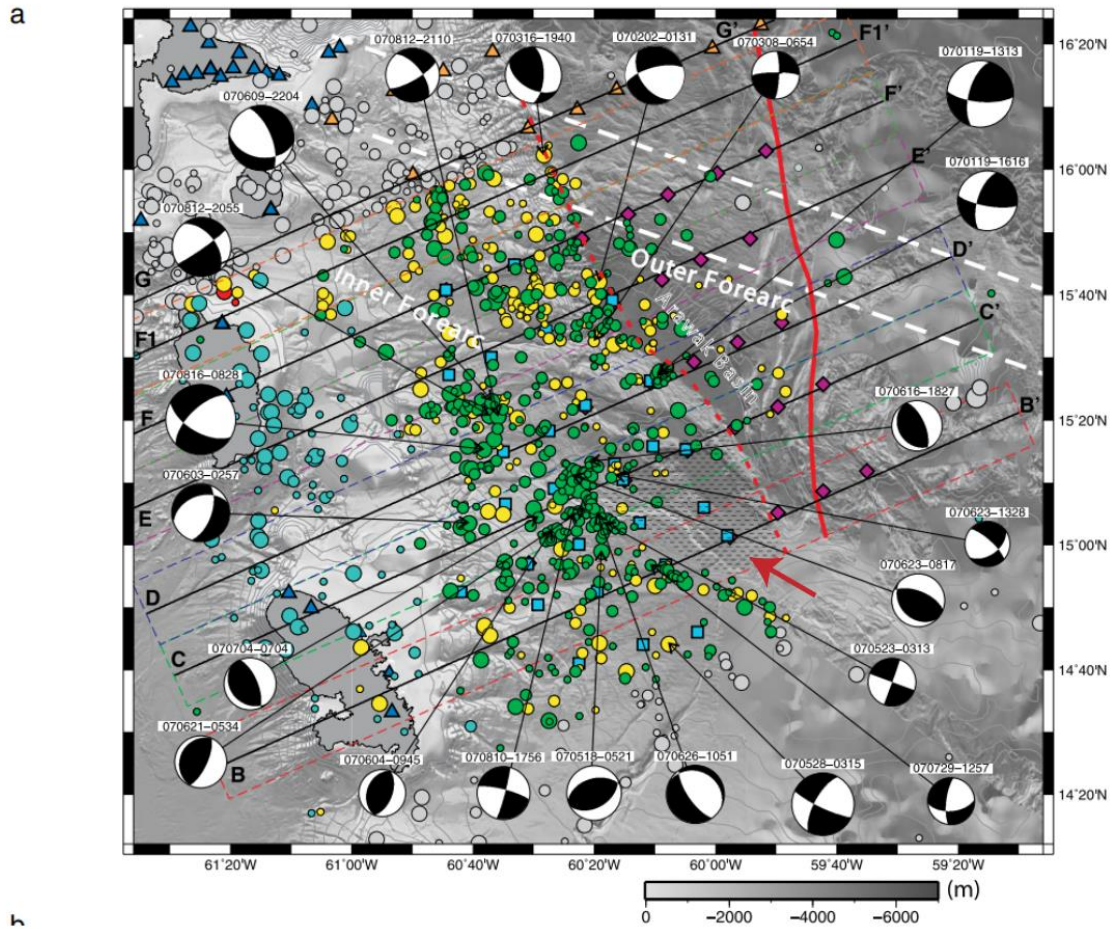 a
G'
F1'
070812-2110
070316-1940
070202-0131
070308-0654
070119-1313
16°20'
070609-2204
F'
16°00'
E'
070119-1616
070812-2055
D'
G
Inner Forearc
Outer Forearc
15°40'
Arawak Basin
C'
F1
070816-0828
070616-1827
15°20'
B'
F
070603-0257
E
070623-1328
15°00'
070623-0817
D
070704-0704
C
070523-0313
14°40'
070621-0534
B
070604-0945
070810-1756
070518-0521
070626-1051
070528-0315
070729-1257
14°20'
61°20'W
61°00'W
60°40'W
60°20'W
60°00'W
59°40'W
59°20'W
(m)
0
-2000
-4000
-6000